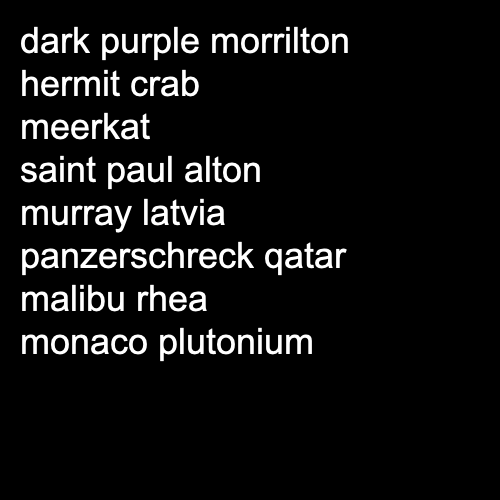 dark purple morrilton
hermit crab
meerkat
saint paul alton
murray latvia
panzerschreck qatar
malibu rhea
monaco plutonium